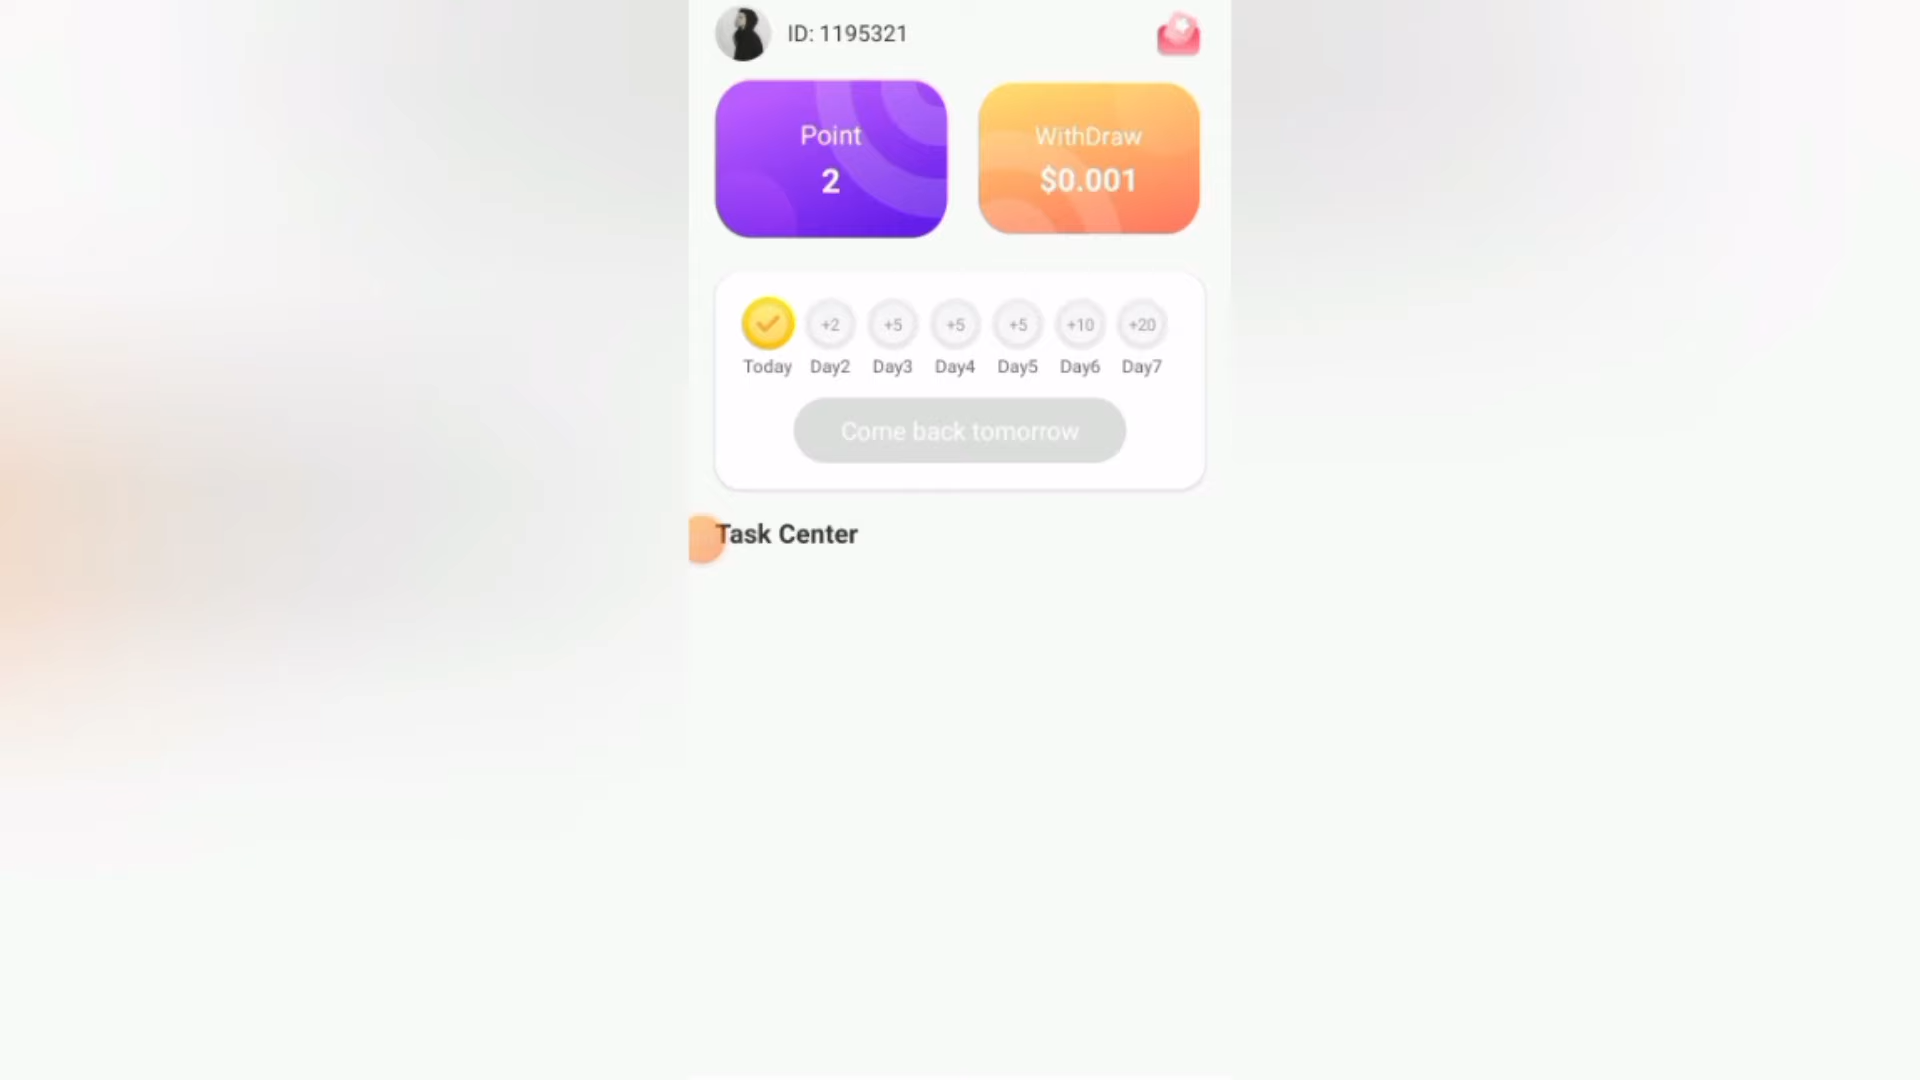 ID: 1195321
Point
WithDraw
2
$0.001
+2
+5
+5
+5
+10
+20
Today
Day2
Day3
Day4
Day5
Day6
Day7
Come back tomorrow
Task Center